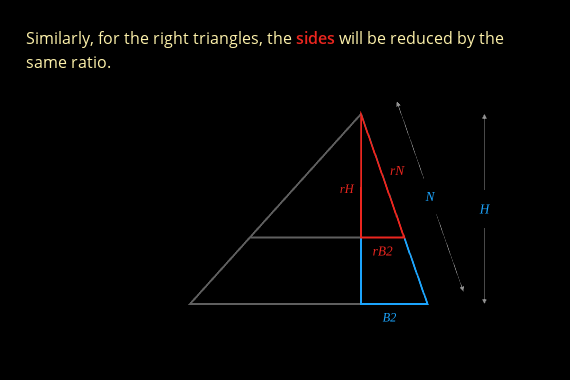 Similarly, for the right triangles, the sides will be reduced by the
same ratio.
rN
rH
N
H
rB2
B2